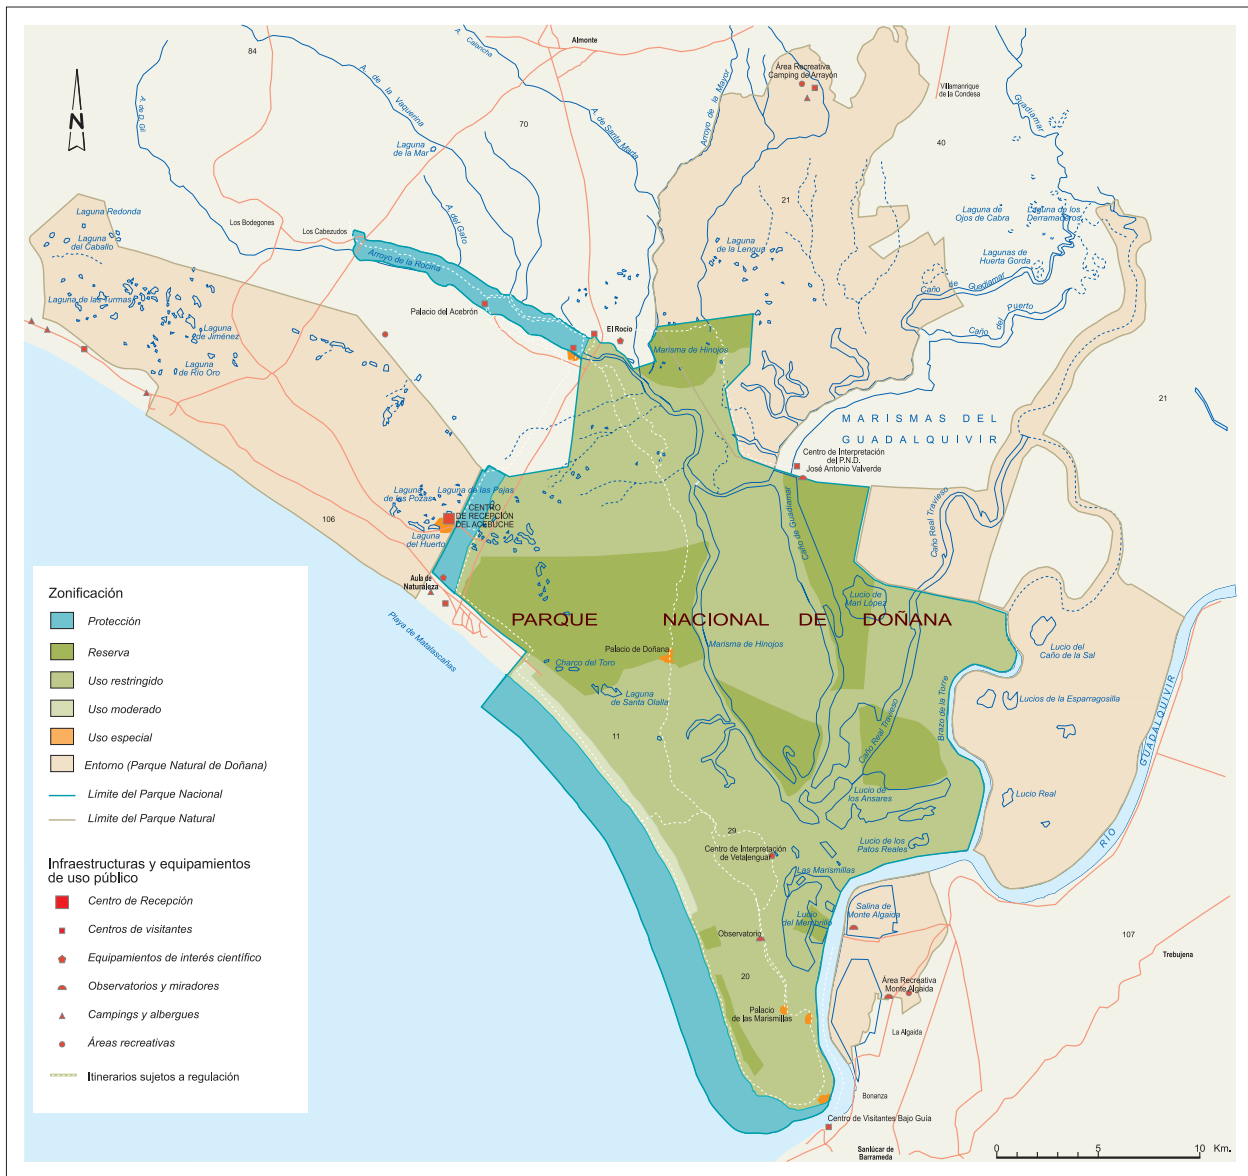 84
Almonte
A. Calancha
A. de la Vaquerina
A. de D. Gil
Área Recreativa
Camping de Arrayón
Villamanrique
de la Condesa
Guadiamar
Arroyo de la Mayor
A. de Santa Marta
70
40
Laguna
de la Mar
N
21
Laguna Redonda
Laguna
del Caballo
Los Bodegones
Los Cabezudos
A. del Gato
Laguna de
Ojos de Cabra
Laguna de los
Derramaderos
Laguna
de la Lengua
Lagunas de
Huerta Gorda
Arroyo de la Rocina
Caño de Guadiamar
Laguna de las Turmas
Palacio del Acebrón
Caño del Puerto
El Rocío
Laguna
de Jiménez
Marisma de Hinojos
Laguna
de Río Oro
21
MARISMAS DEL
GUADALQUÍVIR
Centro de Interpretación
del P.N.D.
José Antonio Valverde
Laguna
de las Pozas
Laguna de las Pajas
CENTRO
DE RECEPCIÓN
DEL ACEBUCHE
106
Laguna
del Huerto
Caño de Guadiamar
Caño Real Travieso
Aula de
Naturaleza
Lucio de
Mari López
PARQUE NACIONAL DE DOÑANA
Playa de Matalascañas
Palacio de Doñana
Marisma de Hinojos
Charco del Toro
Laguna
de Santa Olalla
Lucio del
Caño de la Sal
Lucios de la Esparragosilla
Brazo de la Torre
Caño Real Travieso
11
RÍO GUADALQUIVIR
Lucio de
los Ansares
Lucio Real
29
Centro de Interpretación
de Vetalengua
Lucio de los
Patos Reales
Las Marismillas
Lucio
del Membrillo
Salina de
Monte Algaida
Observatorio
107
Trebujena
20
Área Recreativa
Monte Algaida
Palacio
de las Marismillas
La Algaida
Bonanza
Centro de Visitantes Bajo Guía
Sanlúcar de
Barrameda
0 5 10 Km.
Zonificación
Protección
Reserva
Uso restringido
Uso moderado
Uso especial
Entorno (Parque Natural de Doñana)
Límite del Parque Nacional
Límite del Parque Natural
Infraestructuras y equipamientos
de uso público
Centro de Recepción
Centros de visitantes
Equipamientos de interés científico
Observatorios y miradores
Campings y albergues
Áreas recreativas
Itinerarios sujetos a regulación